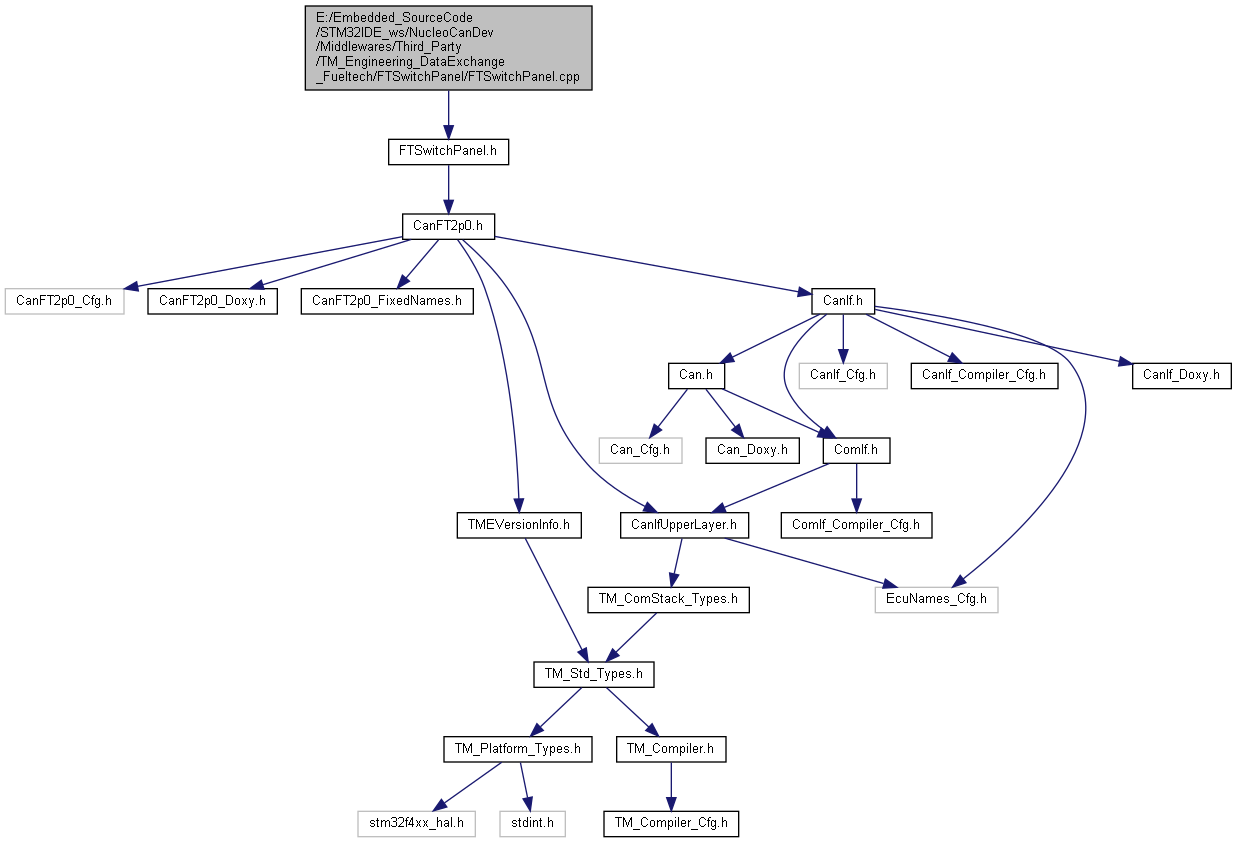 E:/Embedded_SourceCode
/STM32IDE_ws/NucleoCanDev
/Middlewares/Third_Party
/TM_Engineering_DataExchange
_Fueltech/FTSwitchPanel/FTSwitchPanel.cpp
FTSwitchPanel.h
CanFT2p0.h
CanFT2p0_Cfg.h
CanFT2p0_Doxy.h
CanFT2p0_FixedNames.h
CanIf.h
Can.h
CanIf_Cfg.h
CanIf_Compiler_Cfg.h
CanIf_Doxy.h
Can_Cfg.h
Can_Doxy.h
ComIf.h
TMEVersionInfo.h
CanIfUpperLayer.h
ComIf_Compiler_Cfg.h
TM_ComStack_Types.h
EcuNames_Cfg.h
TM_Std_Types.h
TM_Platform_Types.h
TM_Compiler.h
stm32f4xx_hal.h
stdint.h
TM_Compiler_Cfg.h